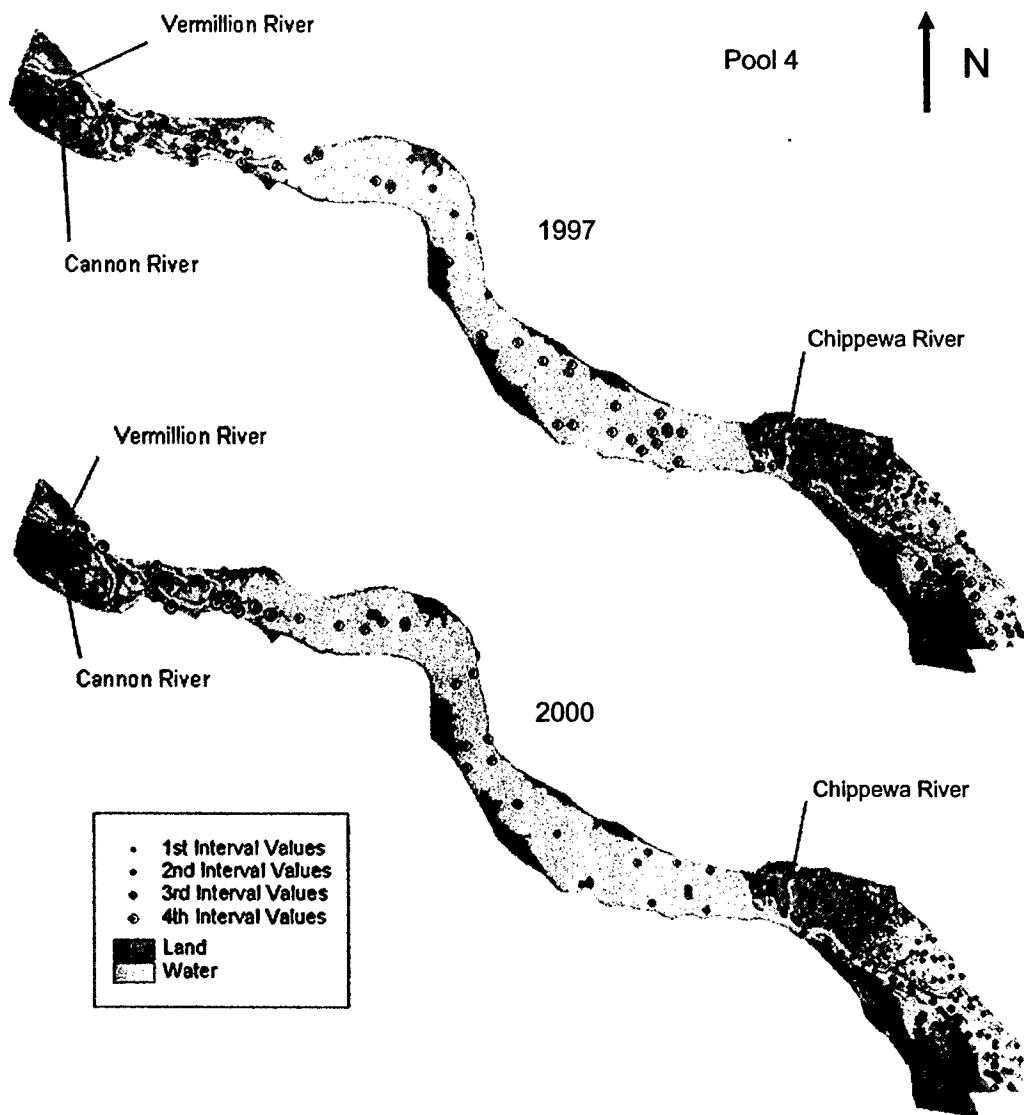 Vermillion River
Pool 4
N
1997
Cannon River
Chippewa River
Vermillion River
Cannon River
2000
Chippewa River
1st Interval Values
2nd Interval Values
3rd Interval Values
4th Interval Values
Land
Water